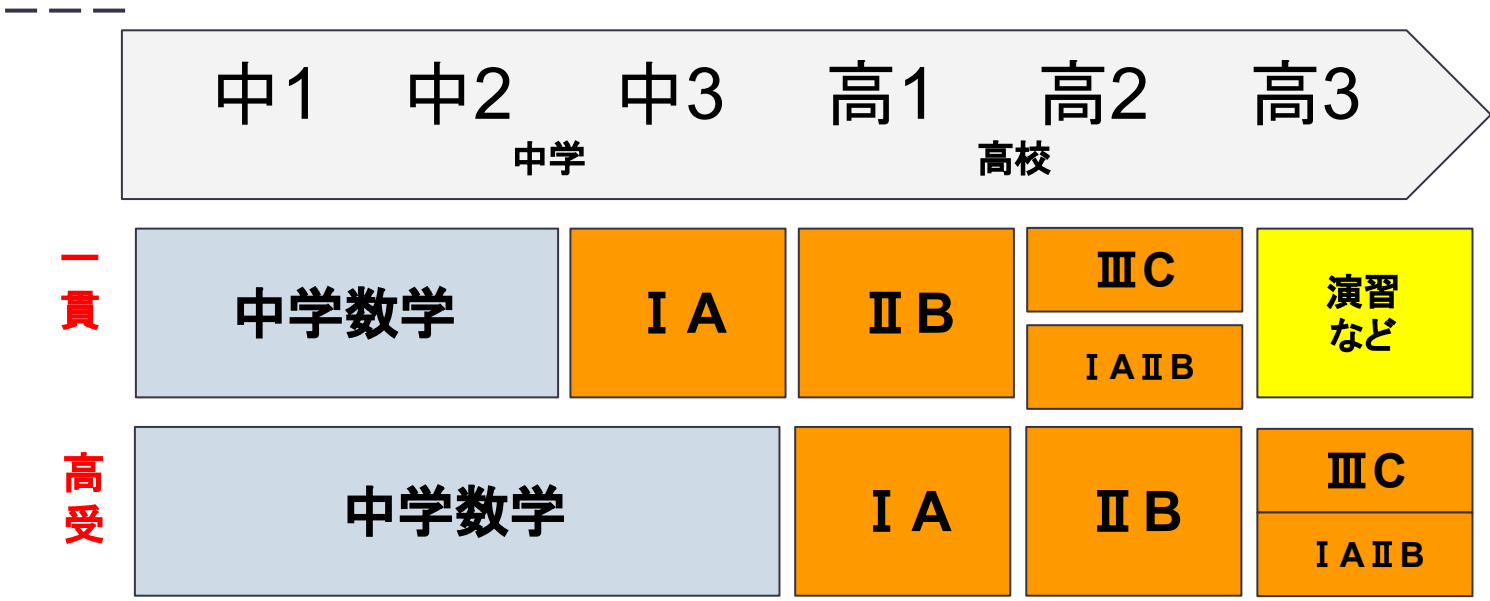 中1 中2 中3 高1 高2 高3
中学 高校
一貫
中学数学
ⅠA
ⅡB
ⅢC
ⅠAⅡB
演習
など
高受
中学数学
ⅠA
ⅡB
ⅢC
ⅠAⅡB